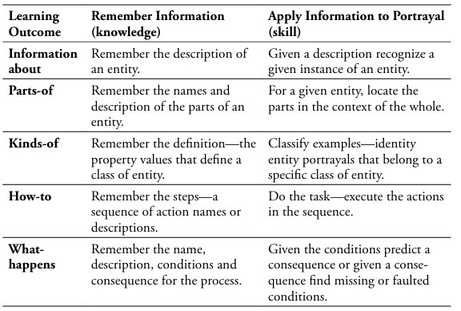 Learning Outcome | Remember Information (knowledge) | Apply Information to Portrayal (skill)
Information about | Remember the description of an entity. | Given a description recognize a given instance of an entity.
Parts-of | Remember the names and description of the parts of an entity. | For a given entity, locate the parts in the context of the whole.
Kinds-of | Remember the definition—the property values that define a class of entity. | Classify examples—identity entity portrayals that belong to a specific class of entity.
How-to | Remember the steps—a sequence of action names or descriptions. | Do the task—execute the actions in the sequence.
What-happens | Remember the name, description, conditions and consequence for the process. | Given the conditions predict a consequence or given a conse-quence find missing or faulted conditions.